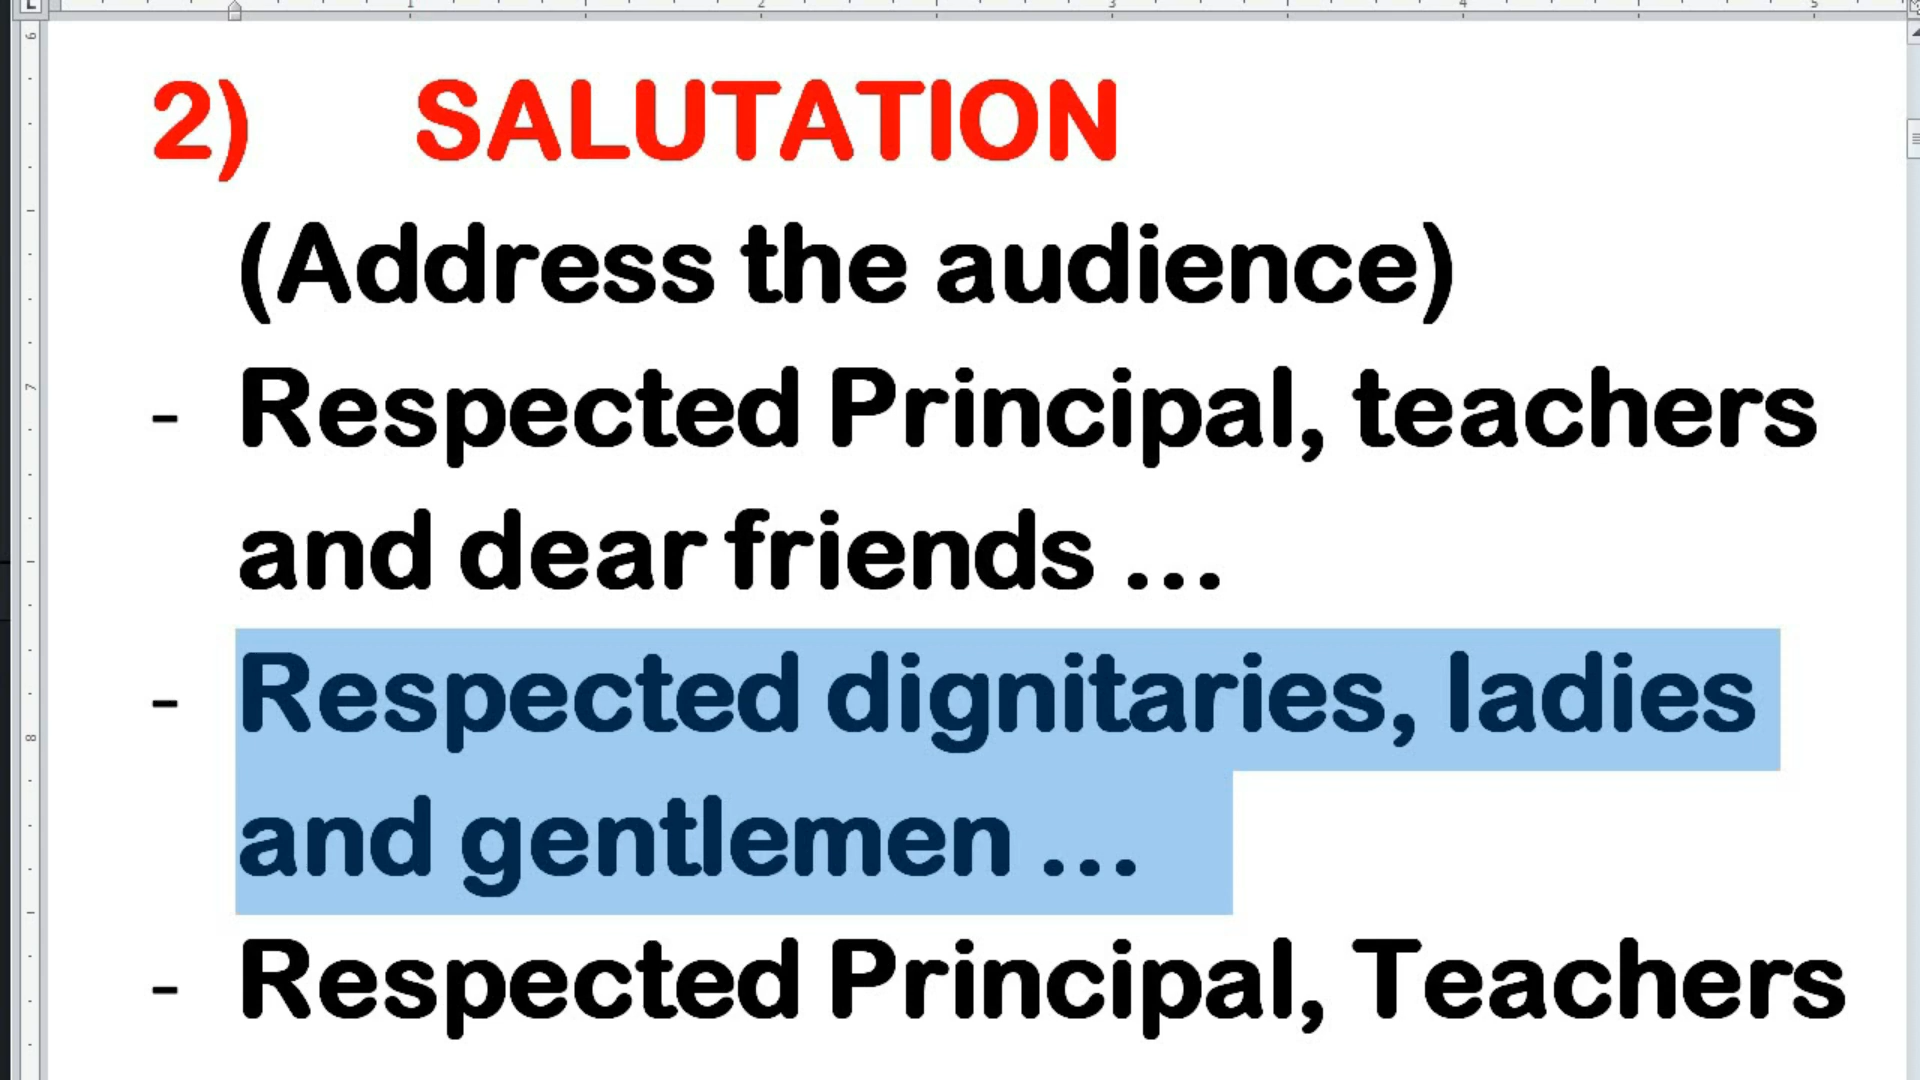 2) SALUTATION
(Address the audience)
- Respected Principal, teachers
and dear friends ...
- Respected dignitaries, ladies
and gentlemen ...
- Respected Principal, Teachers